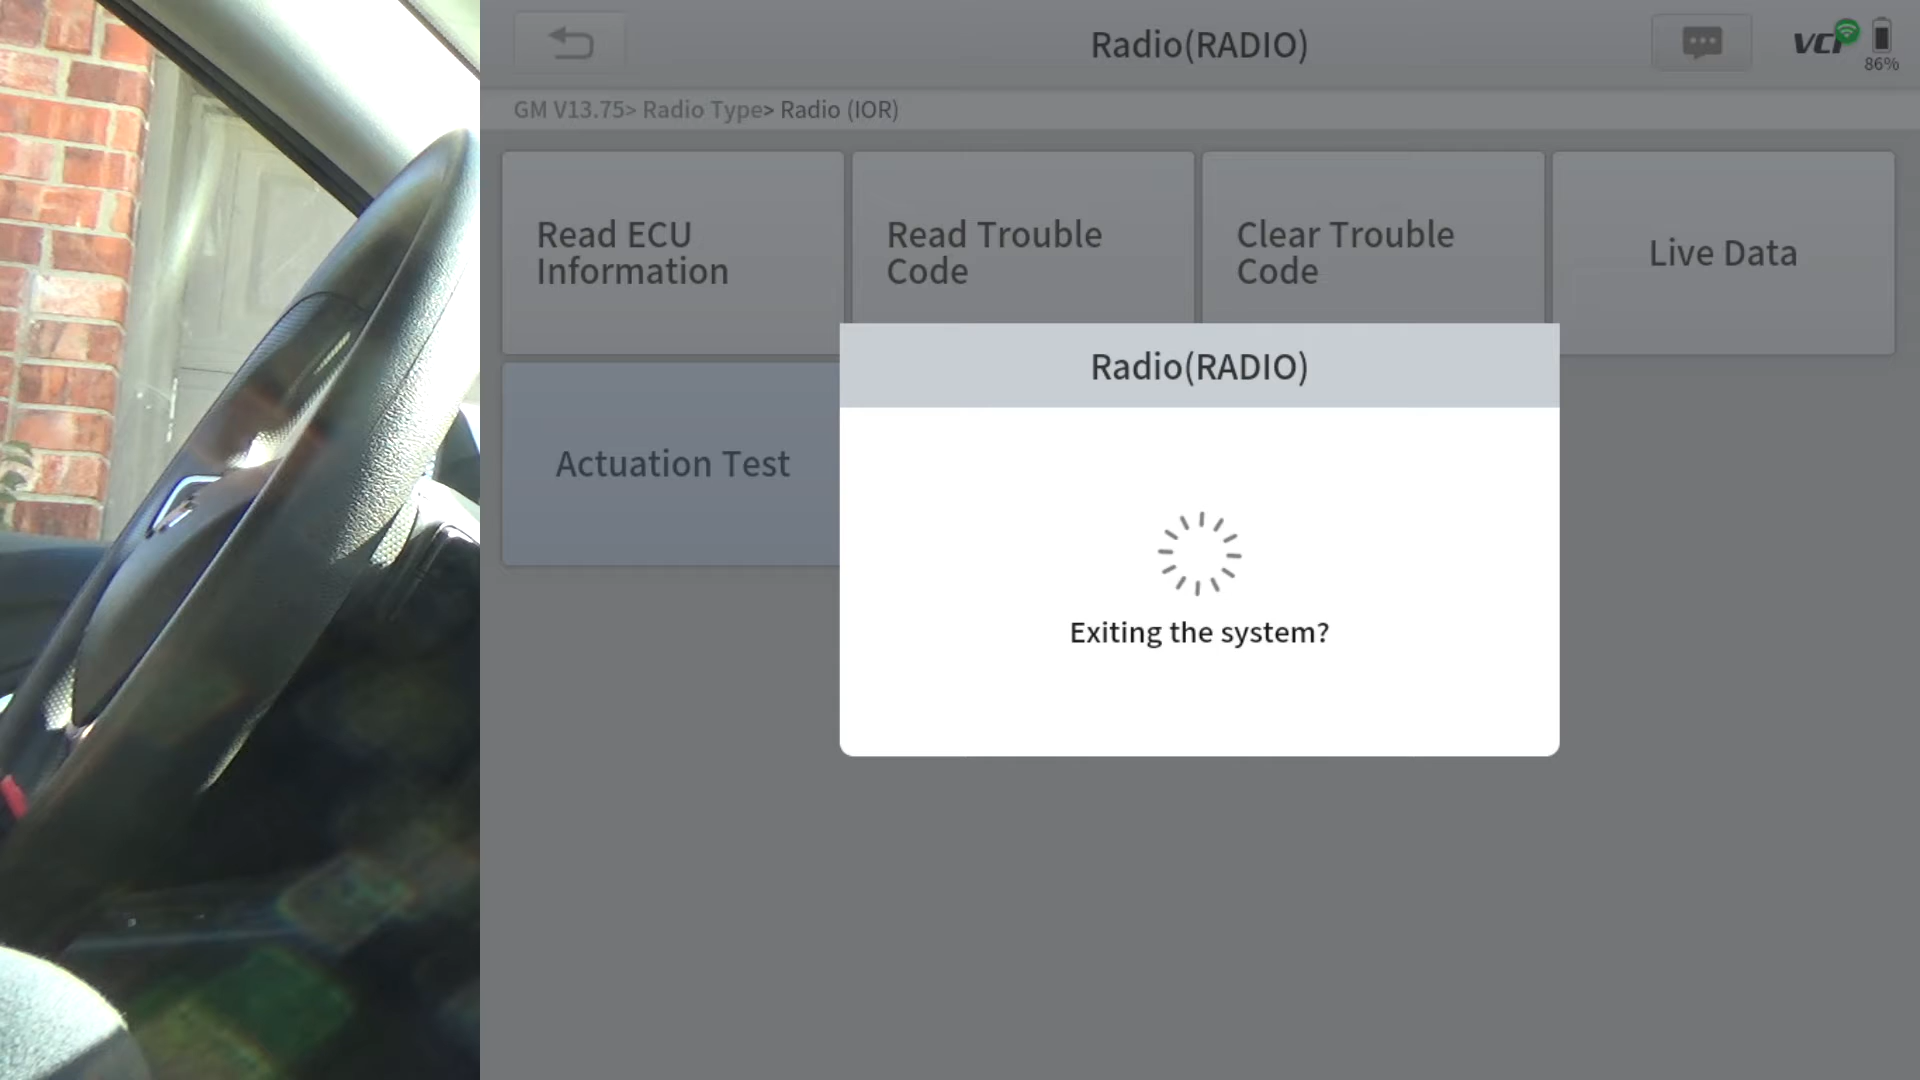 Radio(RADIO)
VCI
86%
GM V13.75> Radio Type> Radio (IOR)
Read ECU
Information
Read Trouble
Code
Clear Trouble
Code
Live Data
Actuation Test
Radio(RADIO)
Exiting the system?